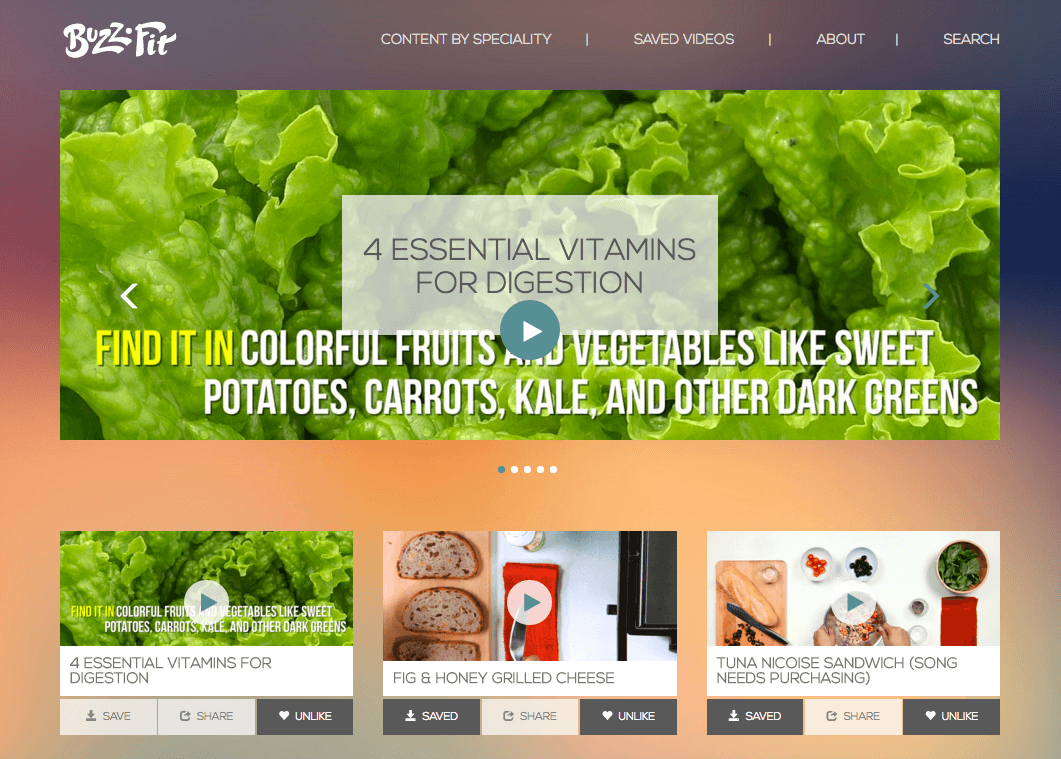 Buzz·Fit
CONTENT BY SPECIALITY | SAVED VIDEOS | ABOUT | SEARCH
4 ESSENTIAL VITAMINS
FOR DIGESTION
FIND IT IN COLORFUL FRUITS AND VEGETABLES LIKE SWEET
POTATOES, CARROTS, KALE, AND OTHER DARK GREENS
FIND IT IN COLORFUL FRUITS AND VEGETABLES LIKE SWEET
POTATOES, CARROTS, KALE, AND OTHER DARK GREENS
4 ESSENTIAL VITAMINS FOR
DIGESTION
SAVE SHARE UNLIKE
FIG & HONEY GRILLED CHEESE
SAVED SHARE UNLIKE
TUNA NICOISE SANDWICH (SONG
NEEDS PURCHASING)
SAVED SHARE UNLIKE